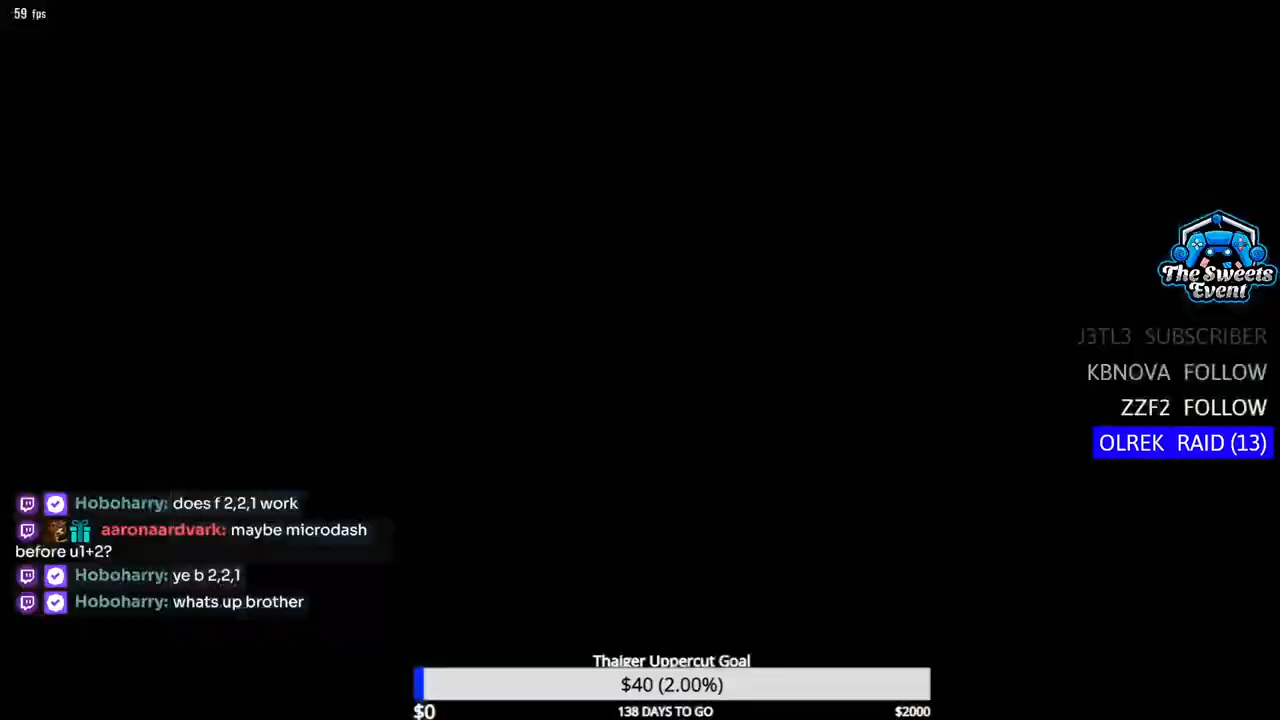 59 fps
The Sweets
Event
J3TL3 SUBSCRIBER
KBNOVA FOLLOW
ZZF2 FOLLOW
OLREK RAID (13)
Hoboharry: does f 2,2,1 work
aaronaardvark: maybe microdash
before u1+2?
Hoboharry: ye b 2,2,1
Hoboharry: whats up brother
Thaiger Uppercut Goal
$40 (2.00%)
$0 138 DAYS TO GO $2000